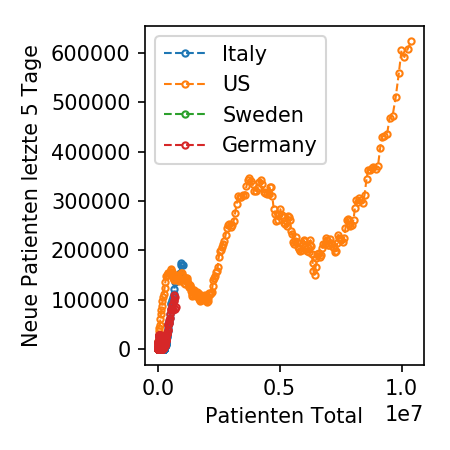 Italy
US
Sweden
Germany
Neue Patienten letzte 5 Tage
600000
500000
400000
300000
200000
100000
0
0.0 0.5 1.0
1e7
Patienten Total